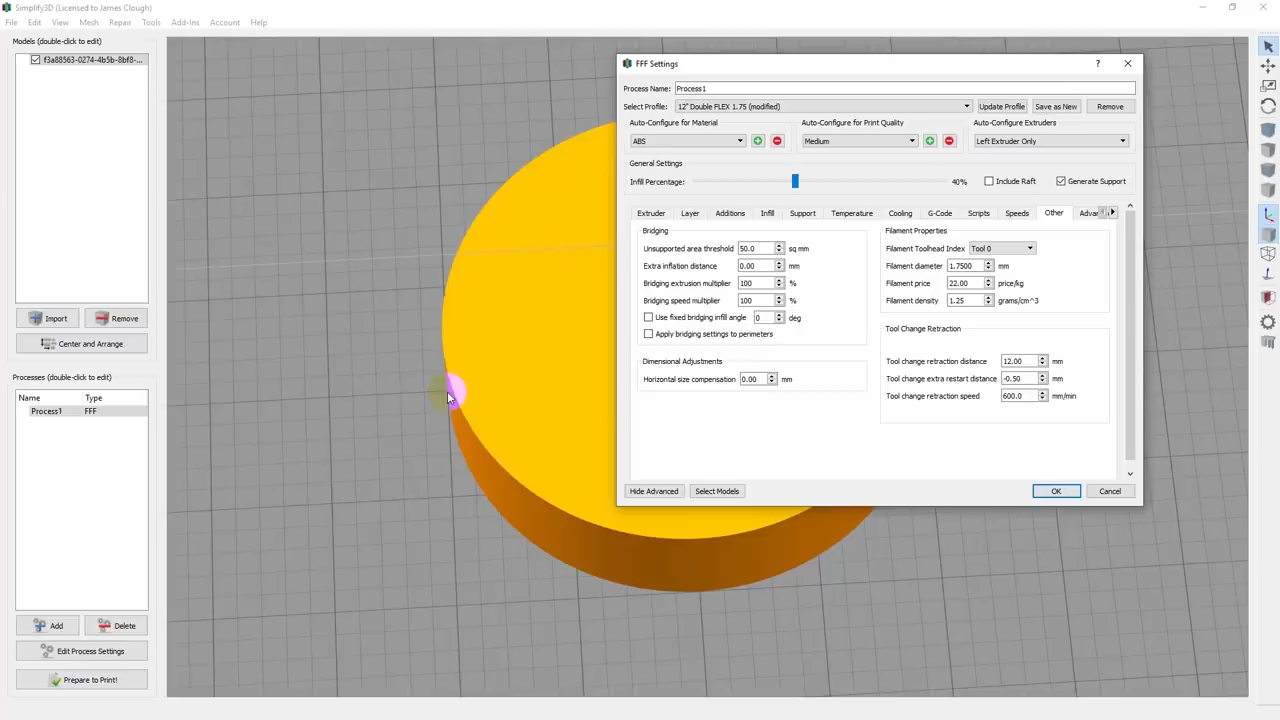 Simplify3D (Licensed to James Clough)
File Edit View Mesh Repair Tools Add-Ins Account Help
Models (double-click to edit)
f3a88563-0274-4b5b-8bf8-...
Import Remove
Center and Arrange
Processes (double-click to edit)
Name Type
Process1 FFF
Add Delete
Edit Process Settings
Prepare to Print!
FFF Settings ?
Process Name: Process1
Select Profile: 12" Double FLEX 1.75 (modified) Update Profile Save as New Remove
Auto-Configure for Material Auto-Configure for Print Quality Auto-Configure Extruders
ABS Medium Left Extruder Only
General Settings
Infill Percentage: 40% Include Raft Generate Support
Extruder Layer Additions Infill Support Temperature Cooling G-Code Scripts Speeds Other Adva
Bridging
Unsupported area threshold 50.0 sq mm
Extra inflation distance 0.00 mm
Bridging extrusion multiplier 100 %
Bridging speed multiplier 100 %
Use fixed bridging infill angle 0 deg
Apply bridging settings to perimeters
Dimensional Adjustments
Horizontal size compensation 0.00 mm
Filament Properties
Filament Toolhead Index Tool 0
Filament diameter 1.7500 mm
Filament price 22.00 price/kg
Filament density 1.25 grams/cm^3
Tool Change Retraction
Tool change retraction distance 12.00 mm
Tool change extra restart distance -0.50 mm
Tool change retraction speed 600.0 mm/min
Hide Advanced Select Models OK Cancel